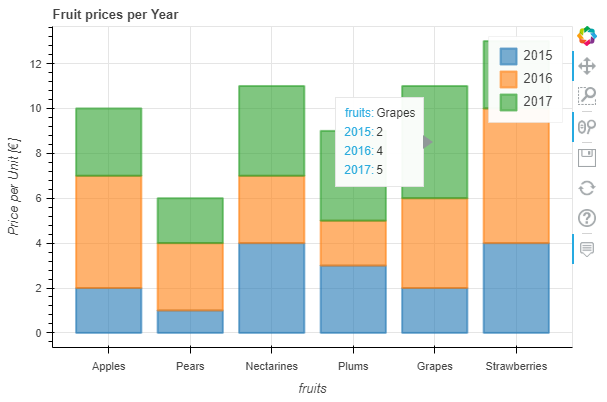 Fruit prices per Year
Price per Unit [€]
12
10
8
6
4
2
0
2015
2016
2017
fruits: Grapes
2015: 2
2016: 4
2017: 5
Apples
Pears
Nectarines
Plums
Grapes
Strawberries
fruits